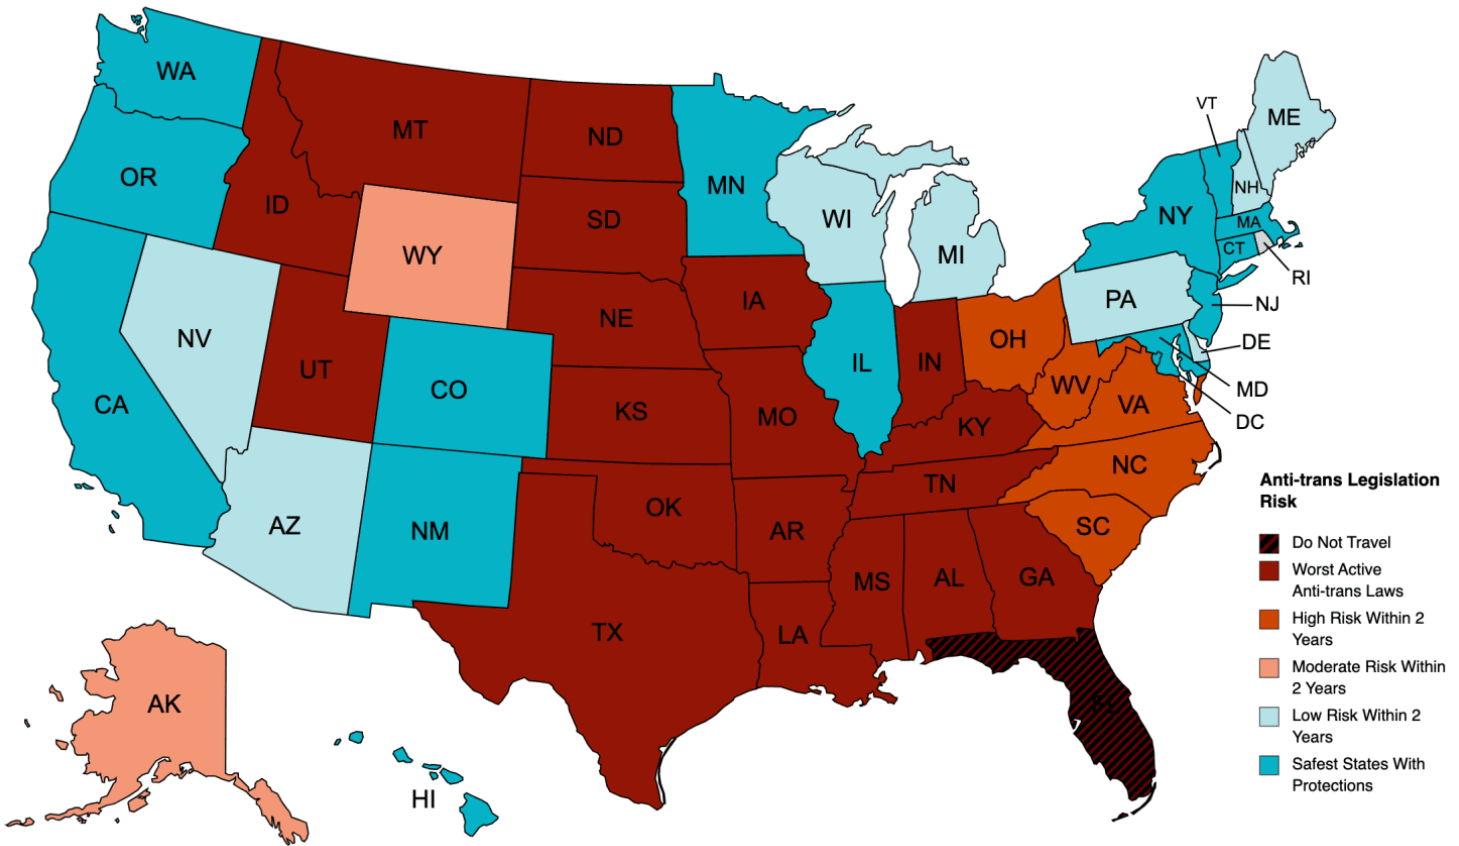 WA
MT
ND
OR
ID
SD
MN
WI
MI
VT
ME
NH
NY
MA
CT
RI
WY
NE
IA
PA
NJ
NV
UT
CO
KS
MO
IL
IN
OH
WV
VA
DE
MD
DC
CA
KY
NC
TN
AZ
NM
OK
AR
SC
MS
AL
GA
TX
LA
FL
AK
HI
Anti-trans Legislation
Risk
Do Not Travel
Worst Active
Anti-trans Laws
High Risk Within 2
Years
Moderate Risk Within
2 Years
Low Risk Within 2
Years
Safest States With
Protections